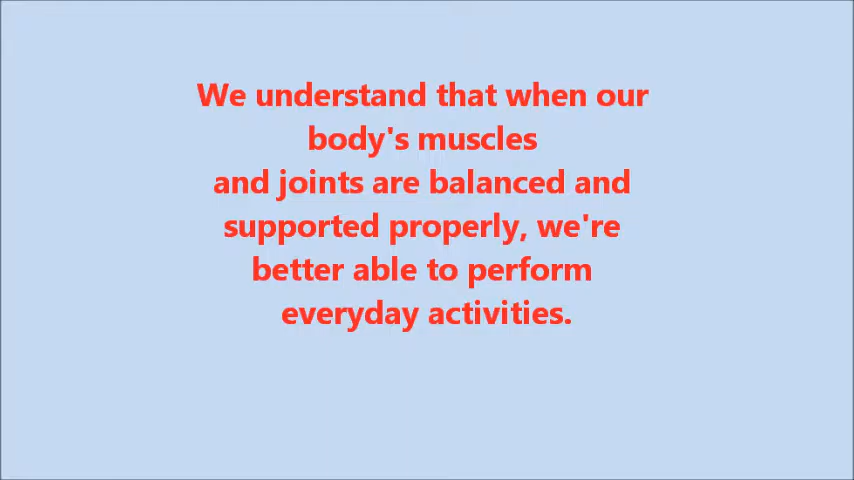 We understand that when our
body's muscles
and joints are balanced and
supported properly, we're
better able to perform
everyday activities.